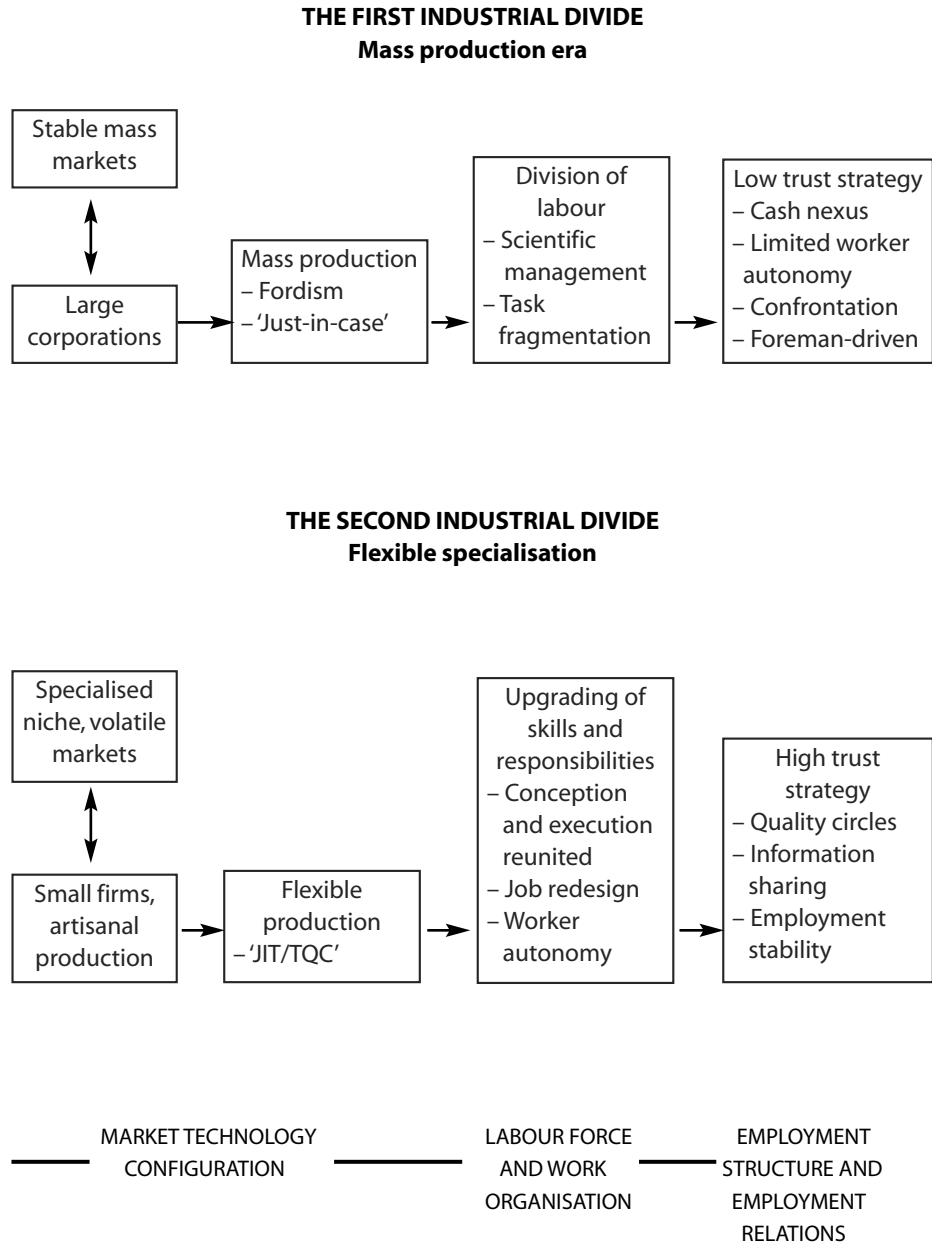 THE FIRST INDUSTRIAL DIVIDE
Mass production era
Stable mass
markets
Large
corporations
Mass production
– Fordism
– ‘Just-in-case’
Division of
labour
– Scientific
management
– Task
fragmentation
Low trust strategy
– Cash nexus
– Limited worker
autonomy
– Confrontation
– Foreman-driven
THE SECOND INDUSTRIAL DIVIDE
Flexible specialisation
Specialised
niche, volatile
markets
Small firms,
artisanal
production
Flexible
production
– ‘JIT/TQC’
Upgrading of
skills and
responsibilities
– Conception
and execution
reunited
– Job redesign
– Worker
autonomy
High trust
strategy
– Quality circles
– Information
sharing
– Employment
stability
MARKET TECHNOLOGY
CONFIGURATION
LABOUR FORCE
AND WORK
ORGANISATION
EMPLOYMENT
STRUCTURE AND
EMPLOYMENT
RELATIONS